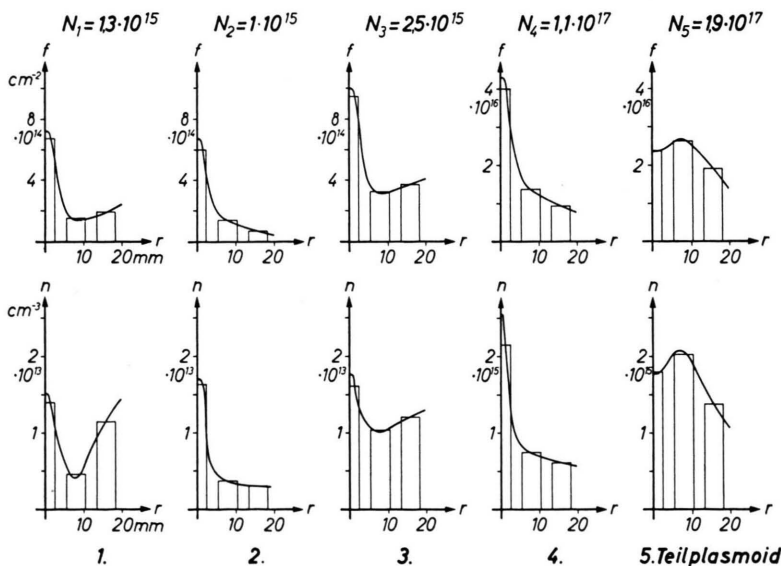 N₁=1,3·10¹⁵ N₂=1·10¹⁵ N₃=2,5·10¹⁵ N₄=1,1·10¹⁷ N₅=1,9·10¹⁷
f f f f f
cm⁻²
8 8 8 4 4
·10¹⁴ ·10¹⁴ ·10¹⁴ ·10¹⁶ ·10¹⁶
4 4 4 2 2
r r r r r
10 20mm 10 20 10 20 10 20 10 20
n n n n n
cm⁻³
2 2 2 2 2
·10¹³ ·10¹³ ·10¹³ ·10¹⁵ ·10¹⁵
1 1 1 1 1
r r r r r
10 20mm 10 20 10 20 10 20 10 20
1. 2. 3. 4. 5.Teilplasmoid